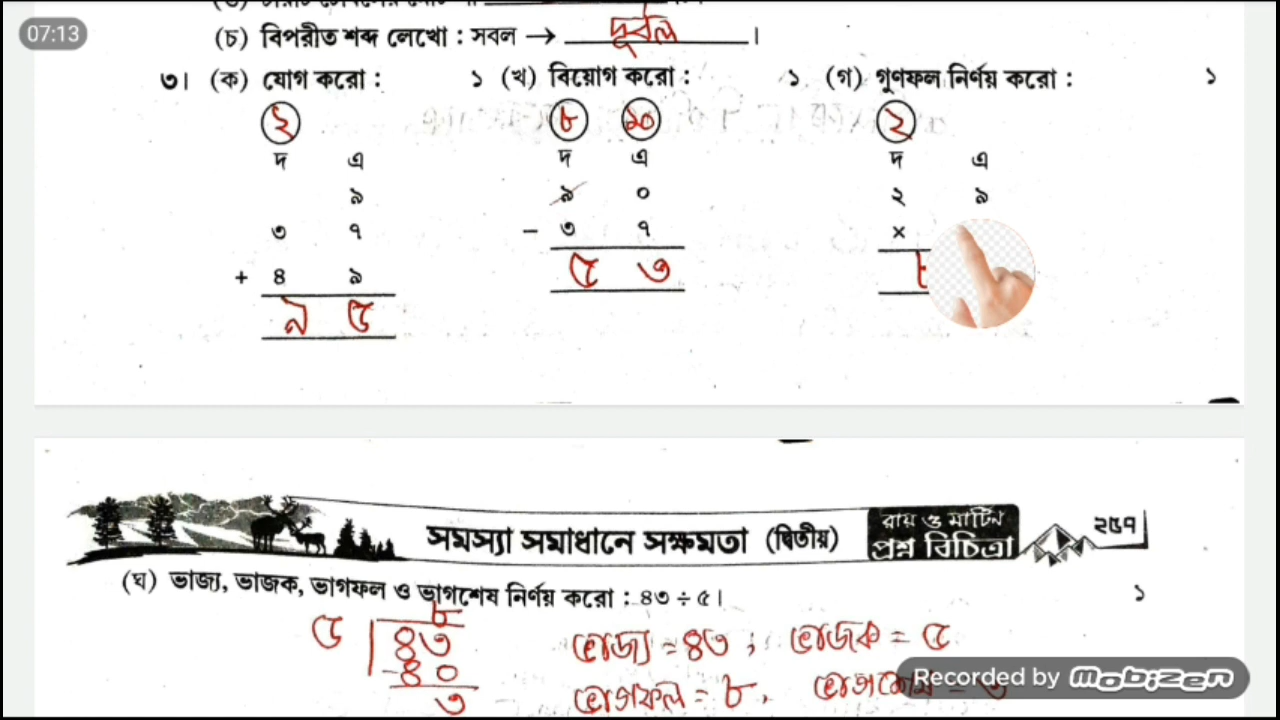 07:13
(চ) বিপরীত শব্দ লেখো : সবল → দুর্বল ।
৩। (ক) যোগ করো : ১ (খ) বিয়োগ করো : ১ (গ) গুণফল নির্ণয় করো : ১
২ ৮ ১০ ২
দ এ দ এ দ এ
৯ ৯ ০ ২ ৯
৩ ৭ − ৩ ৭ ×
+ ৪ ৯ ৫ ৩ ৮
৯ ৫
সমস্যা সমাধানে সক্ষমতা (দ্বিতীয়) রায় ও মার্টিন প্রশ্ন বিচিত্রা ২৫৭
(ঘ) ভাজ্য, ভাজক, ভাগফল ও ভাগশেষ নির্ণয় করো : ৪৩ ÷ ৫। ১
৮
৫ ৪৩ ভাজ্য = ৪৩ ; ভাজক = ৫
-৪০
৩ ভাগফল = ৮, ভাগশেষ = ৩
Recorded by Mobizen